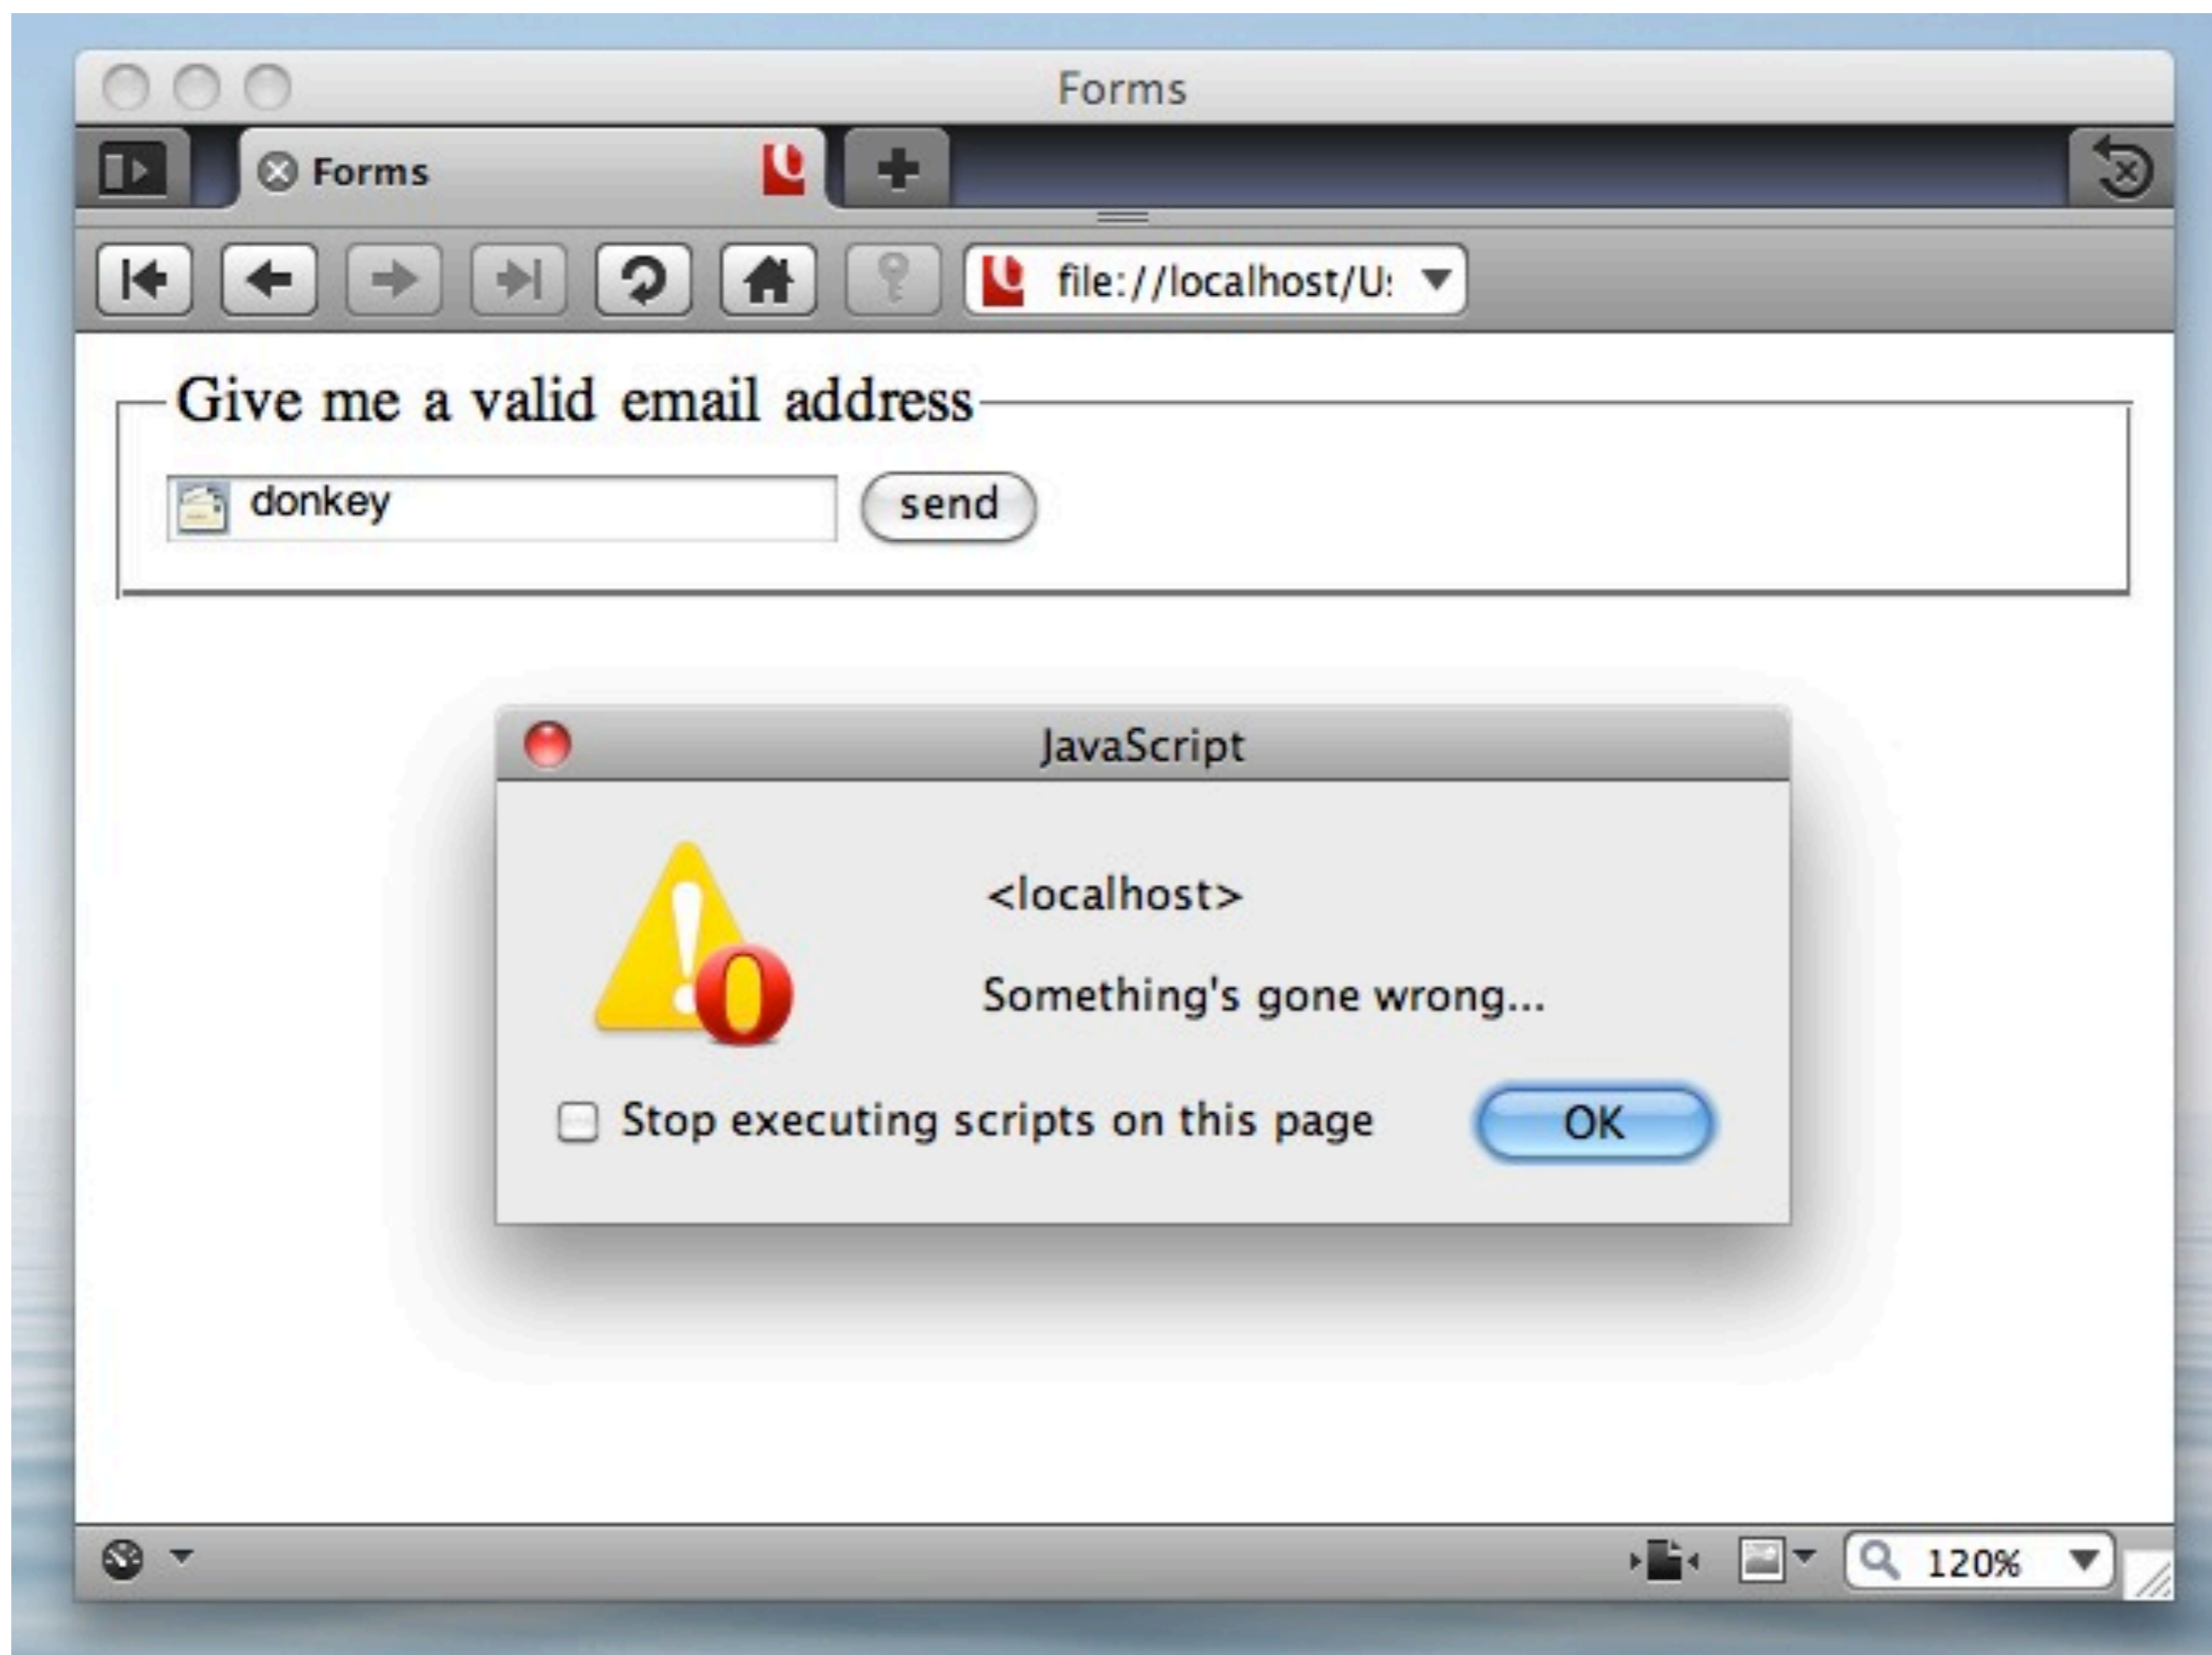 Forms
Forms
file://localhost/U
Give me a valid email address
donkey
send
JavaScript
<localhost>
Something's gone wrong...
Stop executing scripts on this page
OK
120%